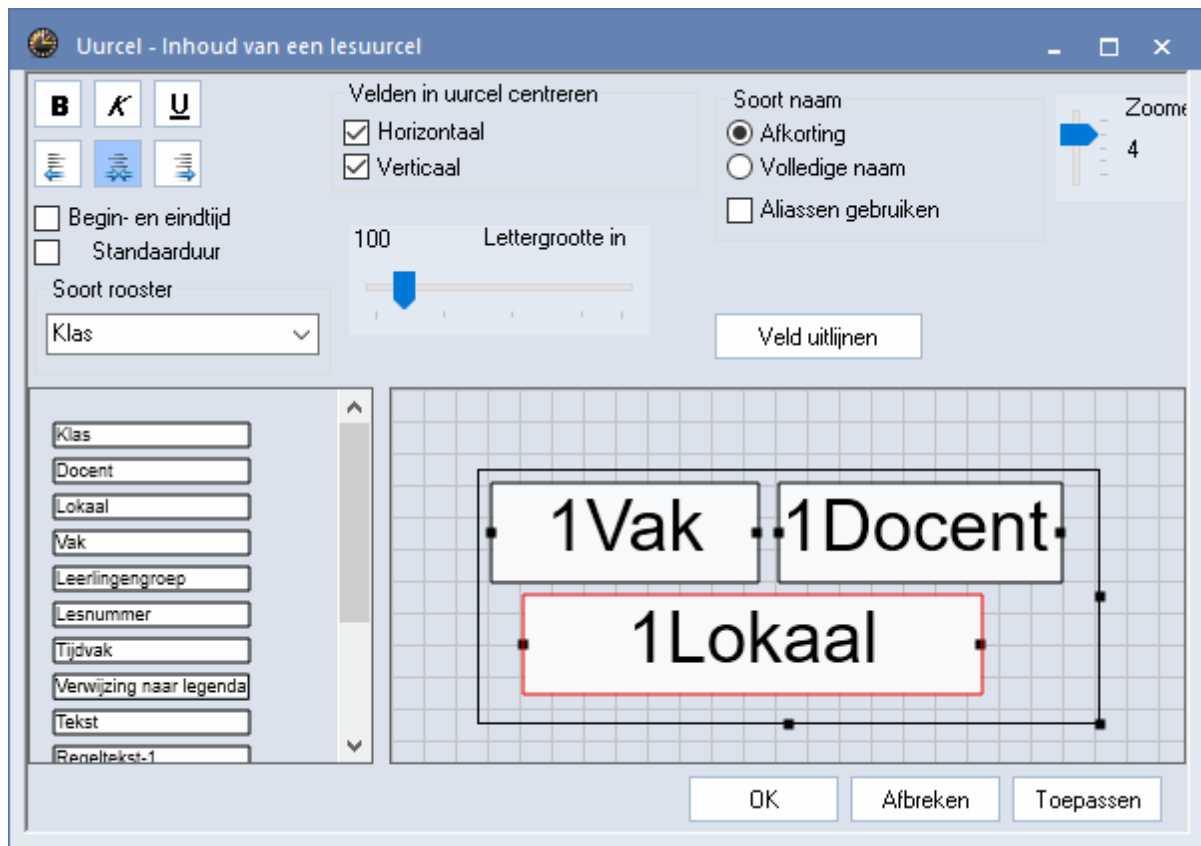 Uurcel - Inhoud van een lesuurcel
B K U
Velden in uurcel centreren
Horizontaal
Verticaal
Soort naam
Afkorting
Volledige naam
Aliassen gebruiken
Zoome
4
Begin- en eindtijd
Standaarduur
100 Lettergrootte in
Soort rooster
Klas
Veld uitlijnen
Klas
Docent
Lokaal
Vak
Leerlingengroep
Lesnummer
Tijdvak
Verwijzing naar legenda
Tekst
Regeltekst-1
1Vak 1Docent
1Lokaal
OK Afbreken Toepassen